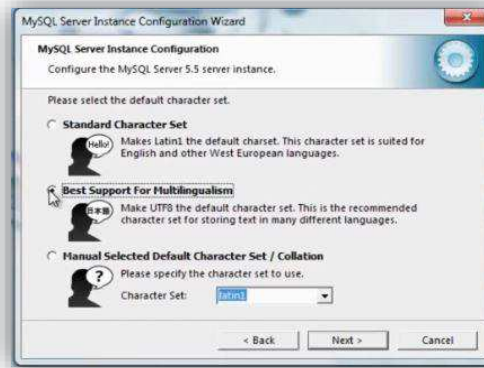 MySQL Server Instance Configuration Wizard
MySQL Server Instance Configuration
Configure the MySQL Server 5.5 server instance.
Please select the default character set.
Standard Character Set
Hello!
Makes Latin1 the default charset. This character set is suited for
English and other West European languages.
Best Support For Multilingualism
日本語
Make UTF8 the default character set. This is the recommended
character set for storing text in many different languages.
Manual Selected Default Character Set / Collation
?
Please specify the character set to use.
Character Set:
latin1
< Back
Next >
Cancel